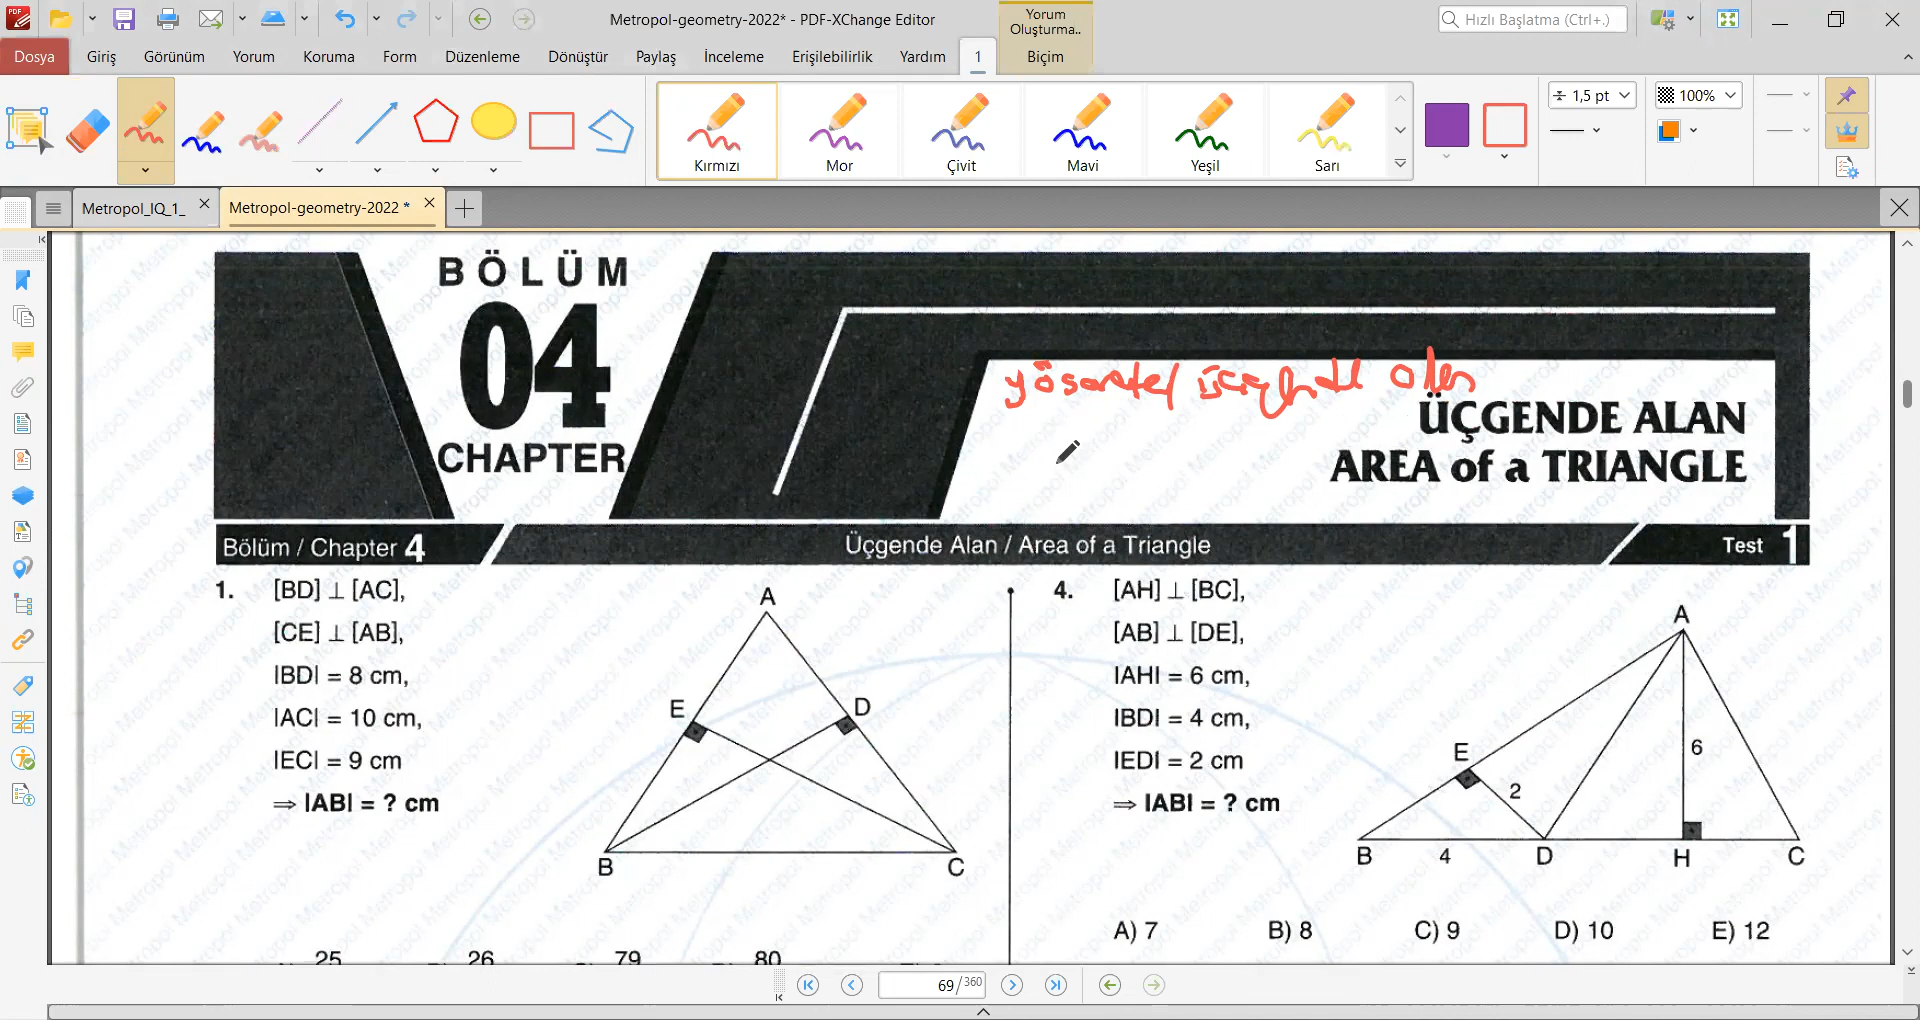 Metropol-geometry-2022* - PDF-XChange Editor
Yorum Oluşturma..
Hızlı Başlatma (Ctrl+.)
Dosya Giriş Görünüm Yorum Koruma Form Düzenleme Dönüştür Paylaş İnceleme Erişilebilirlik Yardım 1 Biçim
1,5 pt 100%
Kırmızı Mor Çivit Mavi Yeşil Sarı
Metropol_IQ_1_ Metropol-geometry-2022 *
BÖLÜM
04
CHAPTER
ÜÇGENDE ALAN
AREA of a TRIANGLE
Bölüm / Chapter 4 Üçgende Alan / Area of a Triangle Test 1
1. [BD] ⊥ [AC],
[CE] ⊥ [AB],
|BD| = 8 cm,
|AC| = 10 cm,
|EC| = 9 cm
⇒ |AB| = ? cm
A
E D
B C
4. [AH] ⊥ [BC],
[AB] ⊥ [DE],
|AH| = 6 cm,
|BD| = 4 cm,
|ED| = 2 cm
⇒ |AB| = ? cm
A
E 2 6
B 4 D H C
A) 7 B) 8 C) 9 D) 10 E) 12
25 26 79 80
69 / 360